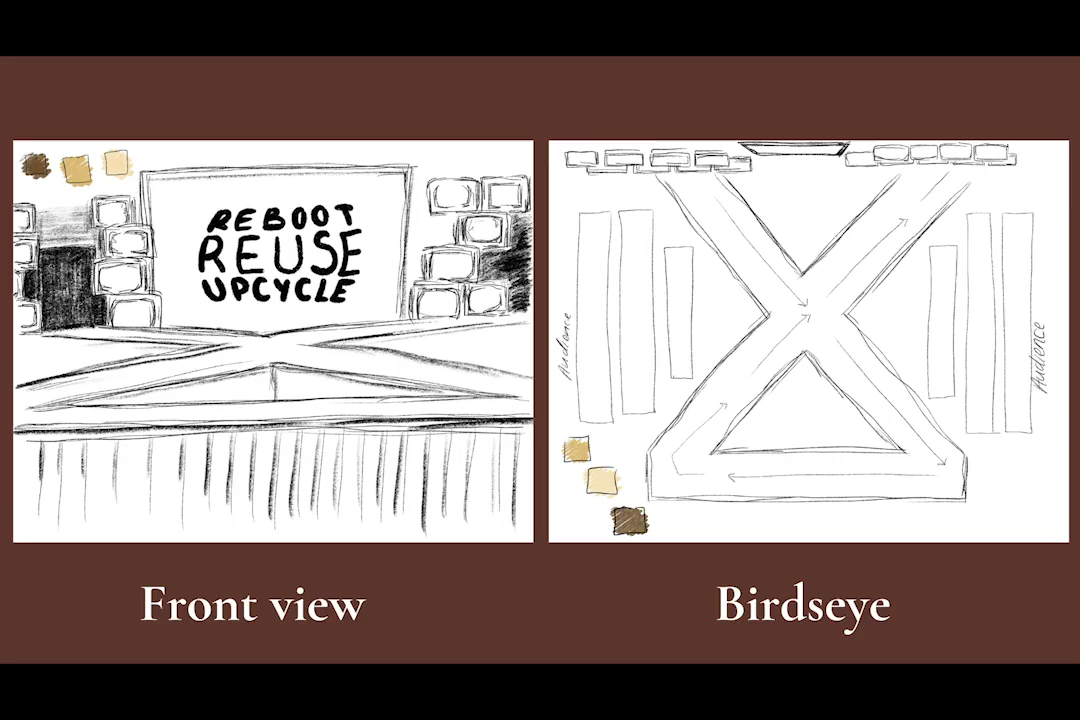 REBOOT
REUSE
UPCYCLE
Audience
Audience
Front view
Birdseye